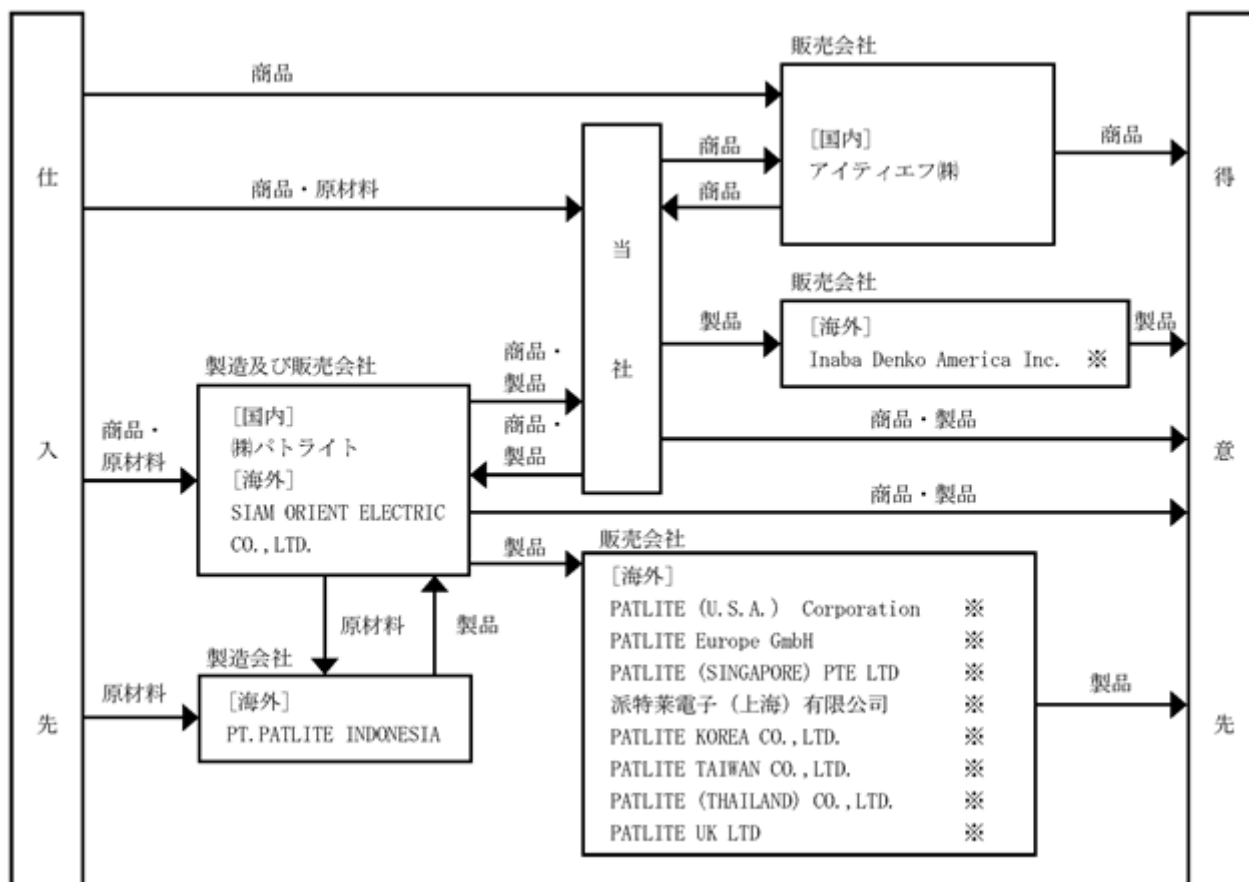 仕入先
商品
販売会社
[国内]
アイティエフ㈱
商品
得意先
商品
商品
商品・原材料
当社
販売会社
[海外]
Inaba Denko America Inc. ※
製品
製品
製造及び販売会社
[国内]
㈱パトライト
[海外]
SIAM ORIENT ELECTRIC
CO.,LTD.
商品・
原材料
商品・
製品
商品・
製品
商品・製品
商品・製品
製品
販売会社
[海外]
PATLITE (U.S.A.) Corporation ※
PATLITE Europe GmbH ※
PATLITE (SINGAPORE) PTE LTD ※
派特莱電子（上海）有限公司 ※
PATLITE KOREA CO.,LTD. ※
PATLITE TAIWAN CO.,LTD. ※
PATLITE (THAILAND) CO.,LTD. ※
PATLITE UK LTD ※
製品
原材料
製品
製造会社
[海外]
PT.PATLITE INDONESIA
原材料